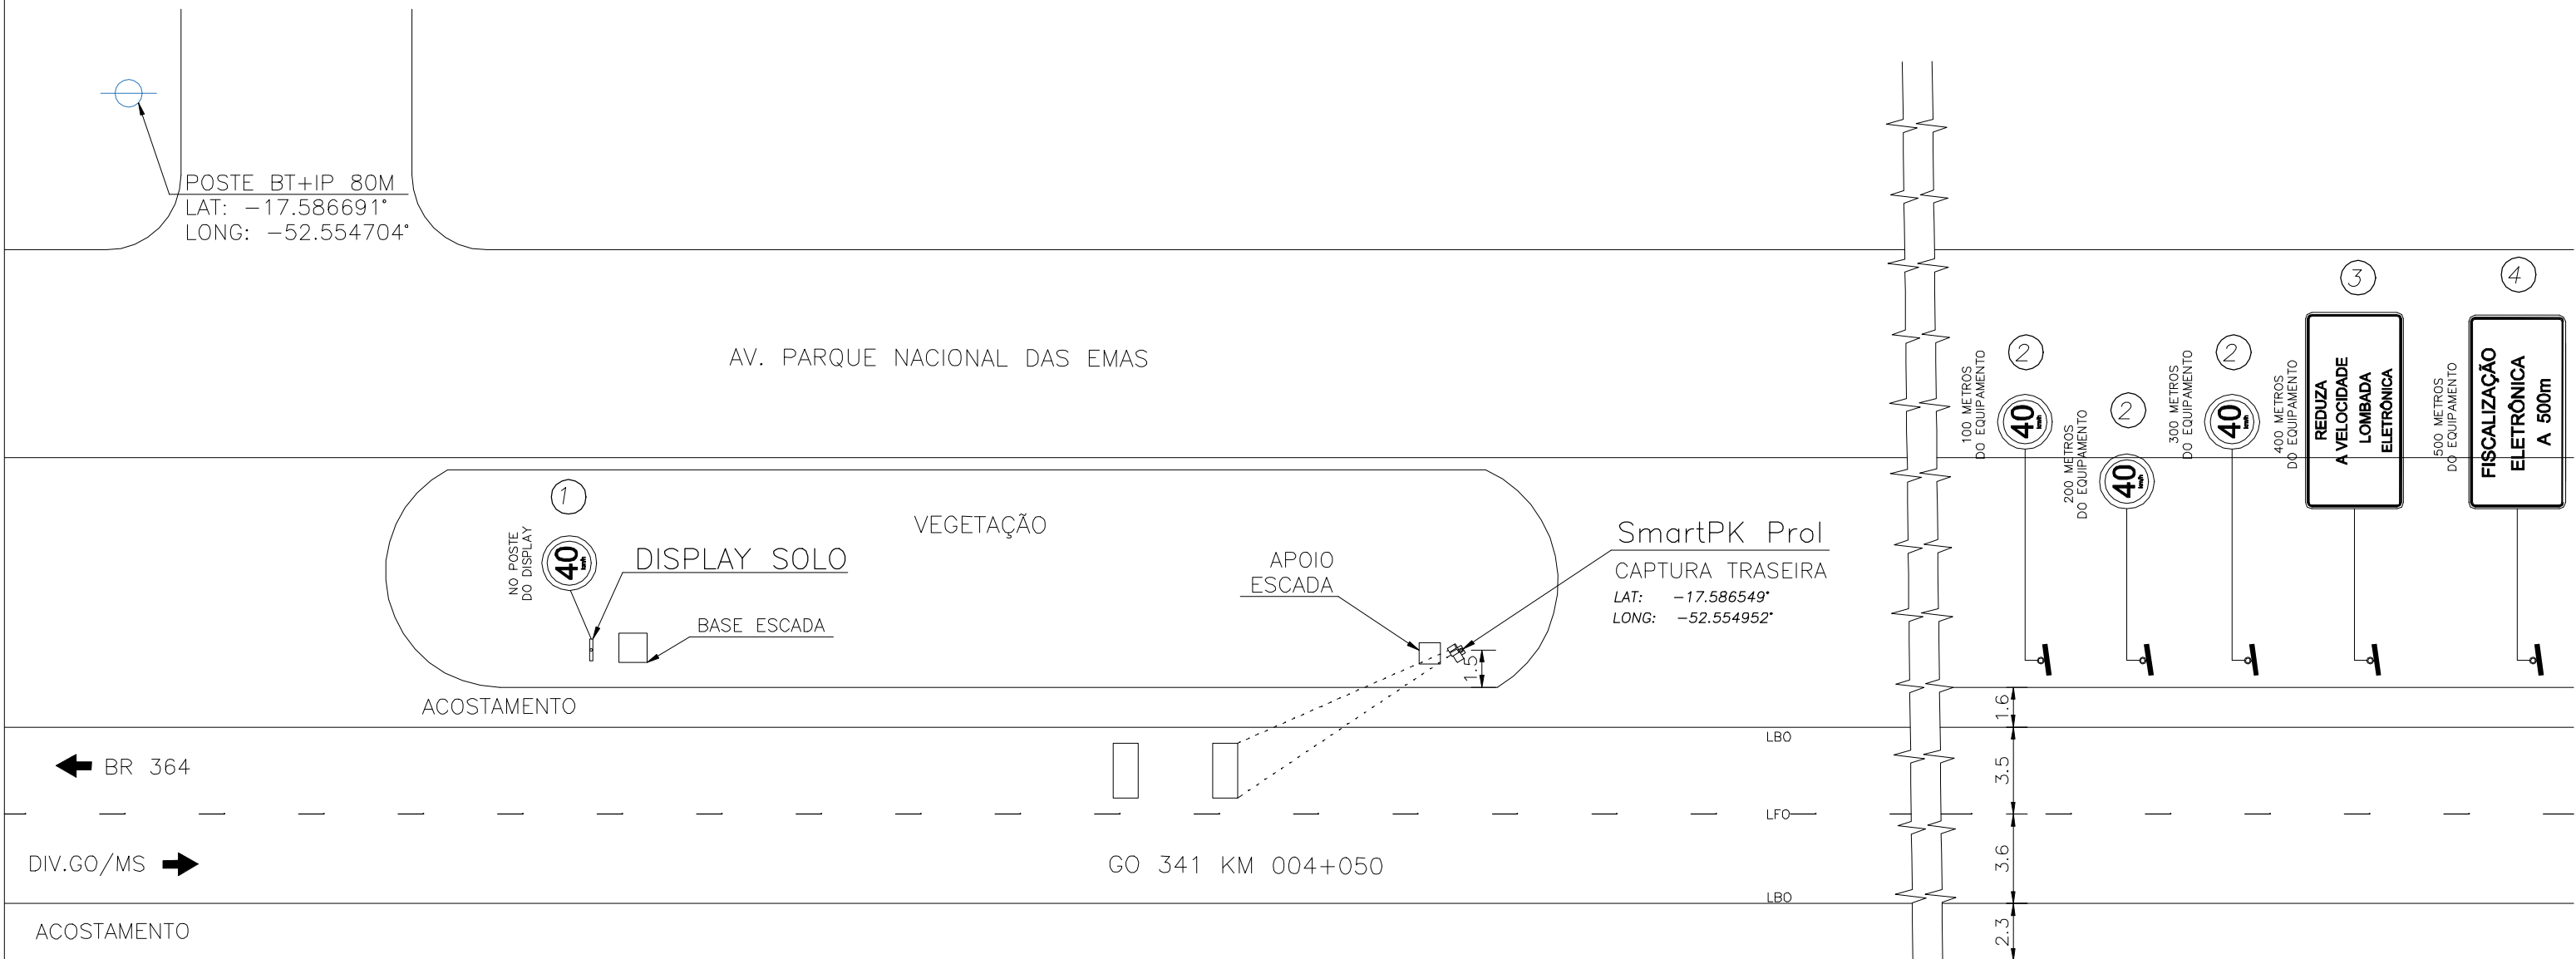 POSTE BT+IP 80M
LAT: -17.586691°
LONG: -52.554704°
AV. PARQUE NACIONAL DAS EMAS
1
NO POSTE
DO DISPLAY
40
km/h
DISPLAY SOLO
BASE ESCADA
VEGETAÇÃO
APOIO
ESCADA
SmartPK ProI
CAPTURA TRASEIRA
LAT: -17.586549°
LONG: -52.554952°
1.5
100 METROS
DO EQUIPAMENTO
2
40
km/h
200 METROS
DO EQUIPAMENTO
2
40
km/h
300 METROS
DO EQUIPAMENTO
2
40
km/h
400 METROS
DO EQUIPAMENTO
3
REDUZA
A VELOCIDADE
LOMBADA
ELETRÔNICA
500 METROS
DO EQUIPAMENTO
4
FISCALIZAÇÃO
ELETRÔNICA
A 500m
ACOSTAMENTO
1.6
LBO
BR 364
3.5
LFO
DIV.GO/MS
GO 341 KM 004+050
3.6
LBO
ACOSTAMENTO
2.3